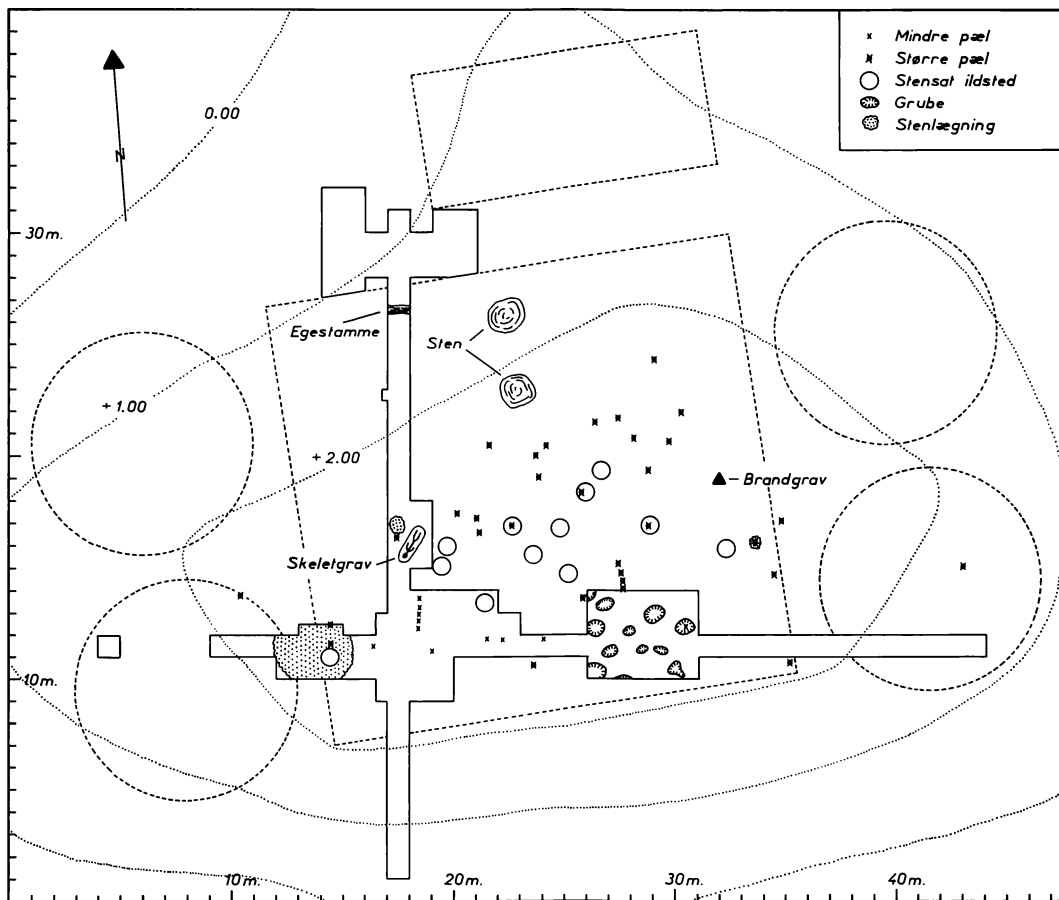 Mindre pæl
Større pæl
Stensat ildsted
Grube
Stenlægning
N
0.00
30m.
Egestamme
Sten
+1.00
+2.00
20
Brandgrav
Skeletgrav
10m.
10m.
20m.
30m.
40m.